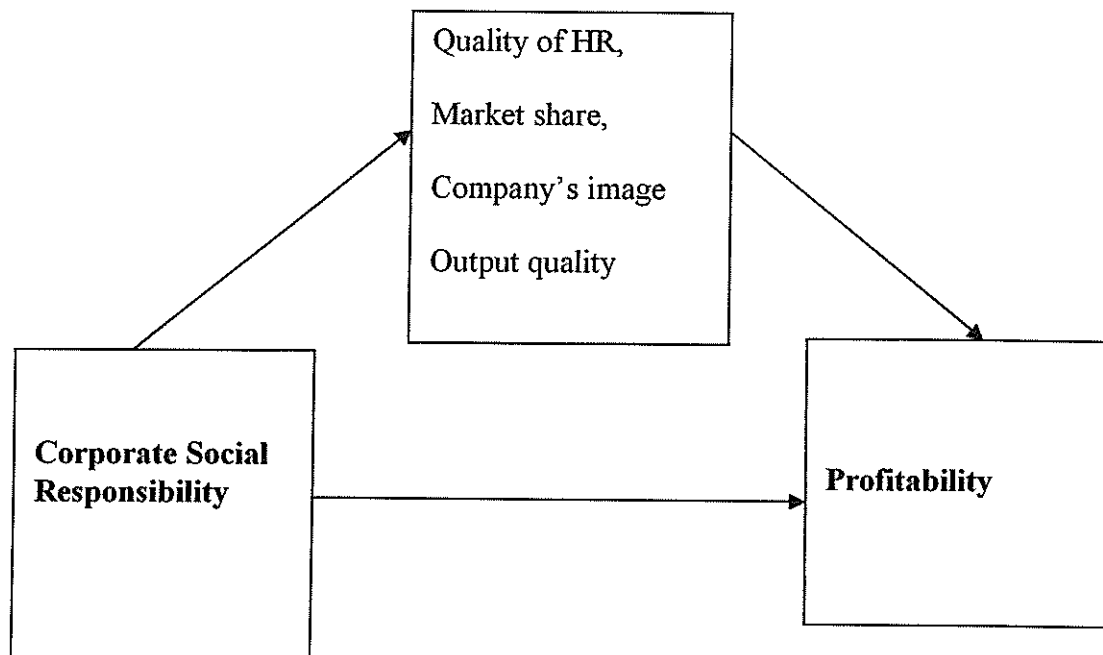 Quality of HR,
Market share,
Company’s image
Output quality
Corporate Social
Responsibility
Profitability